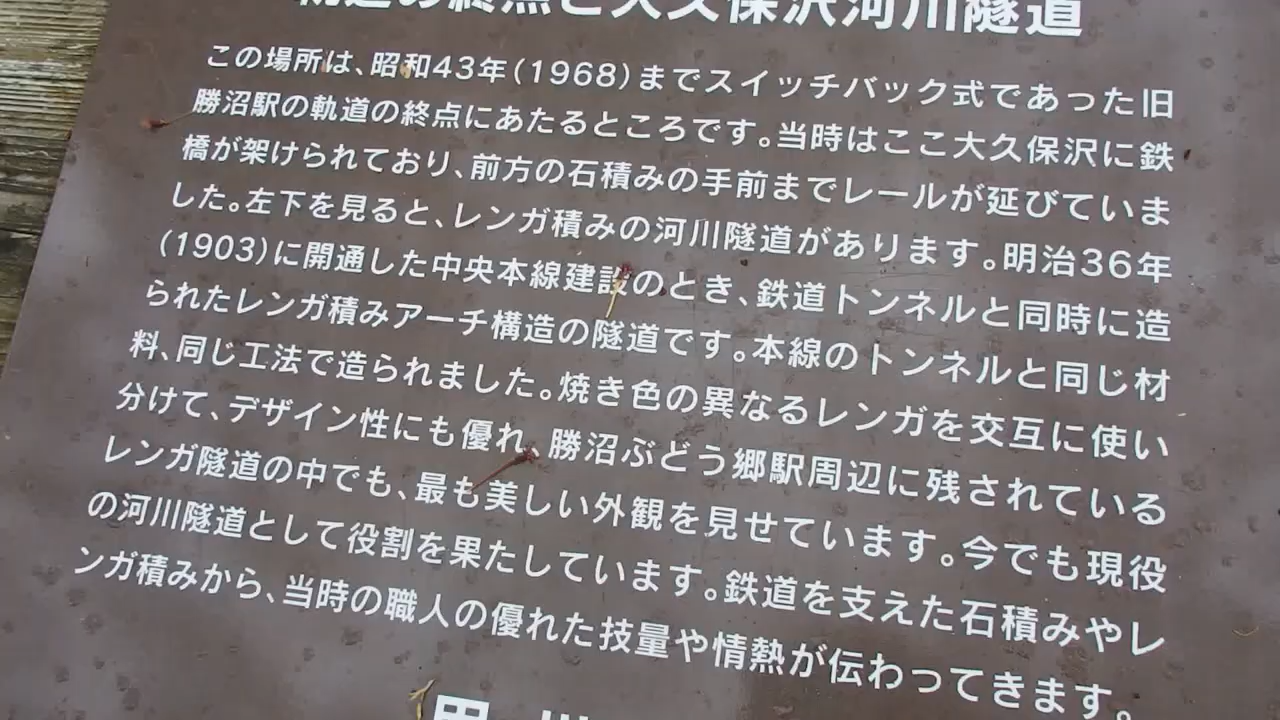 軌道の終点と大久保沢河川隧道
この場所は、昭和43年(1968)までスイッチバック式であった旧
勝沼駅の軌道の終点にあたるところです。当時はここ大久保沢に鉄
橋が架けられており、前方の石積みの手前までレールが延びていま
した。左下を見ると、レンガ積みの河川隧道があります。明治36年
(1903)に開通した中央本線建設のとき、鉄道トンネルと同時に造
られたレンガ積みアーチ構造の隧道です。本線のトンネルと同じ材
料、同じ工法で造られました。焼き色の異なるレンガを交互に使い
分けて、デザイン性にも優れ、勝沼ぶどう郷駅周辺に残されている
レンガ隧道の中でも、最も美しい外観を見せています。今でも現役
の河川隧道として役割を果たしています。鉄道を支えた石積みやレ
ンガ積みから、当時の職人の優れた技量や情熱が伝わってきます。